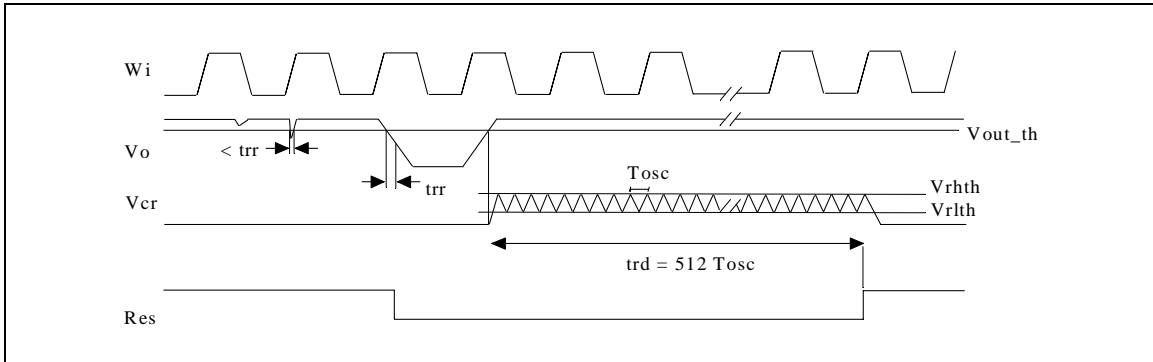 Wi
Vout_th
Vo
< trr
trr
Tosc
Vrhth
Vcr
Vrlth
trd = 512 Tosc
Res